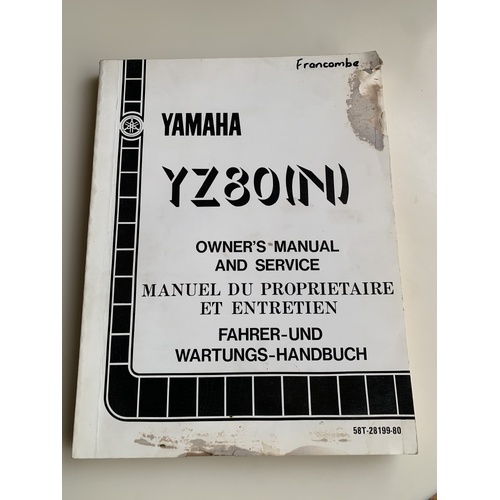 Francombe
YAMAHA
YZ80(N)
OWNER'S MANUAL
AND SERVICE
MANUEL DU PROPRIETAIRE
ET ENTRETIEN
FAHRER-UND
WARTUNGS-HANDBUCH
58T-28199-80